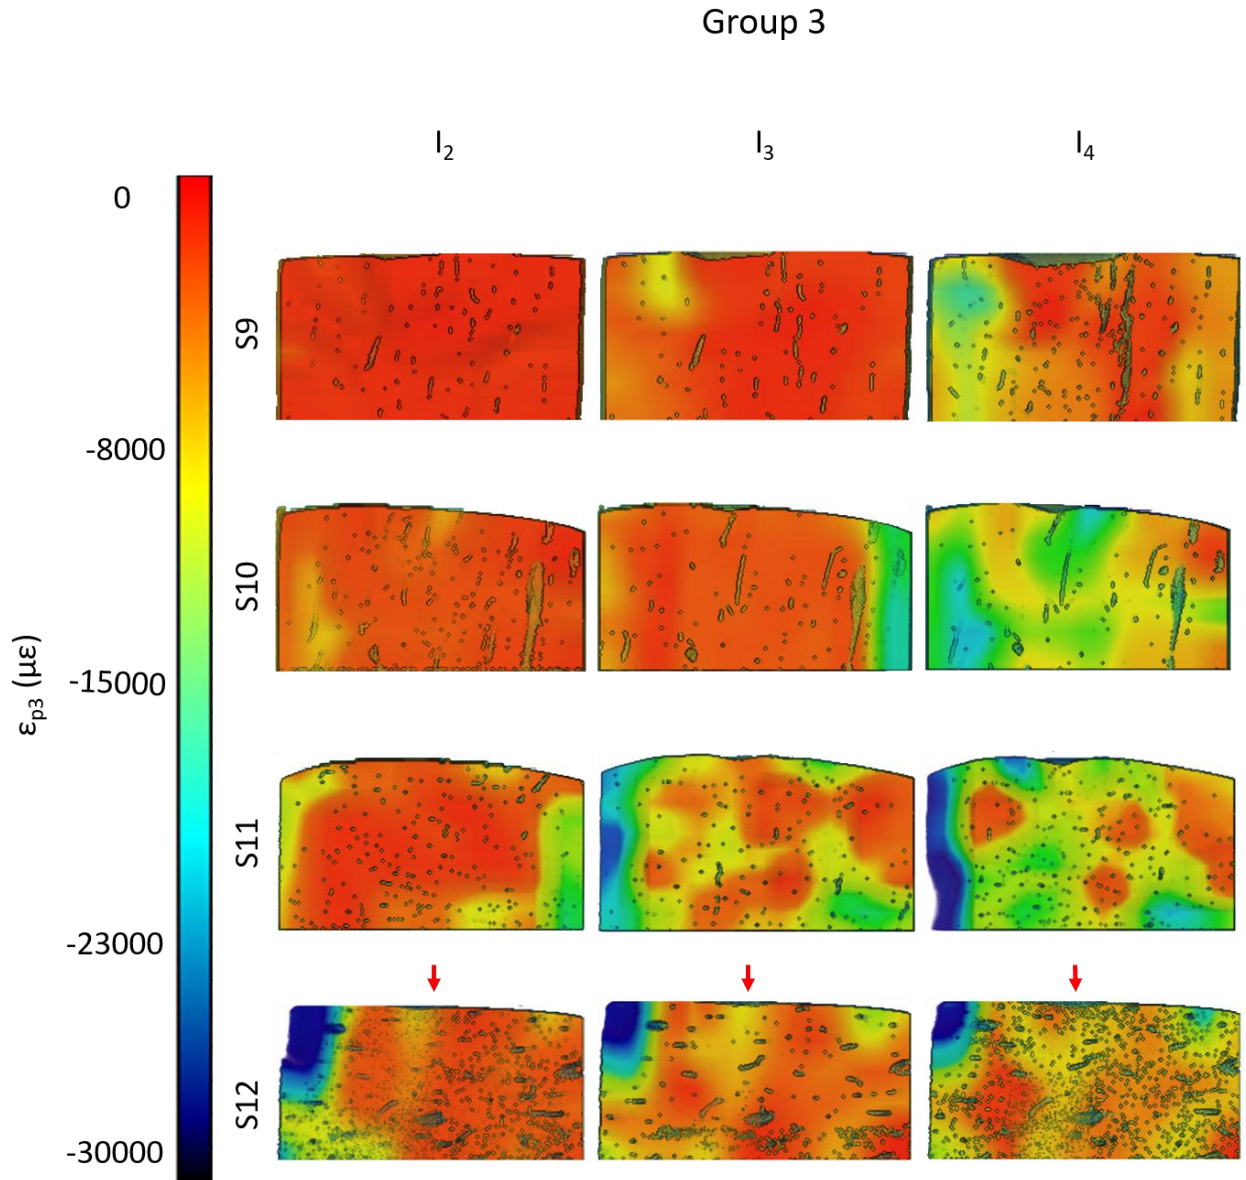 Group 3
I2
I3
I4
0
-8000
-15000
-23000
-30000
εp3 (με)
S9
S10
S11
S12